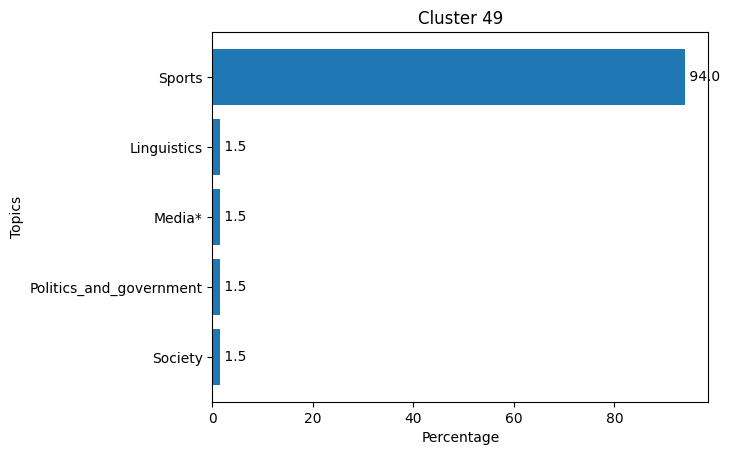 Cluster 49
Topics
Sports
94.0
Linguistics
1.5
Media*
1.5
Politics_and_government
1.5
Society
1.5
0 20 40 60 80
Percentage